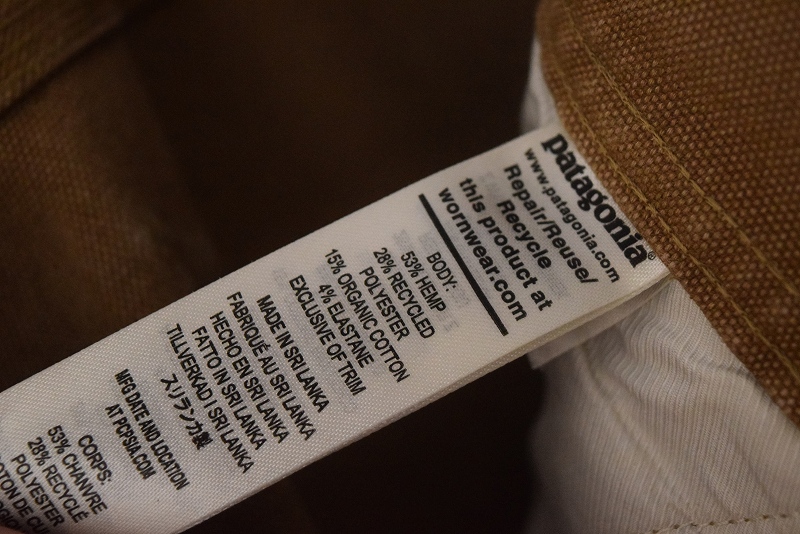 patagonia®
www.patagonia.com
Repair/Reuse/
Recycle
this product at
wornwear.com
BODY:
53% HEMP
28% RECYCLED
POLYESTER
15% ORGANIC COTTON
4% ELASTANE
EXCLUSIVE OF TRIM
MADE IN SRI LANKA
FABRIQUÉ AU SRI LANKA
HECHO EN SRI LANKA
FATTO IN SRI LANKA
TILLVERKAD I SRI LANKA
スリランカ製
MFG DATE AND LOCATION
AT PCPSIA.COM
CORPS:
53% CHANVRE
28% RECYCLÉ
POLYESTER
COTON DE